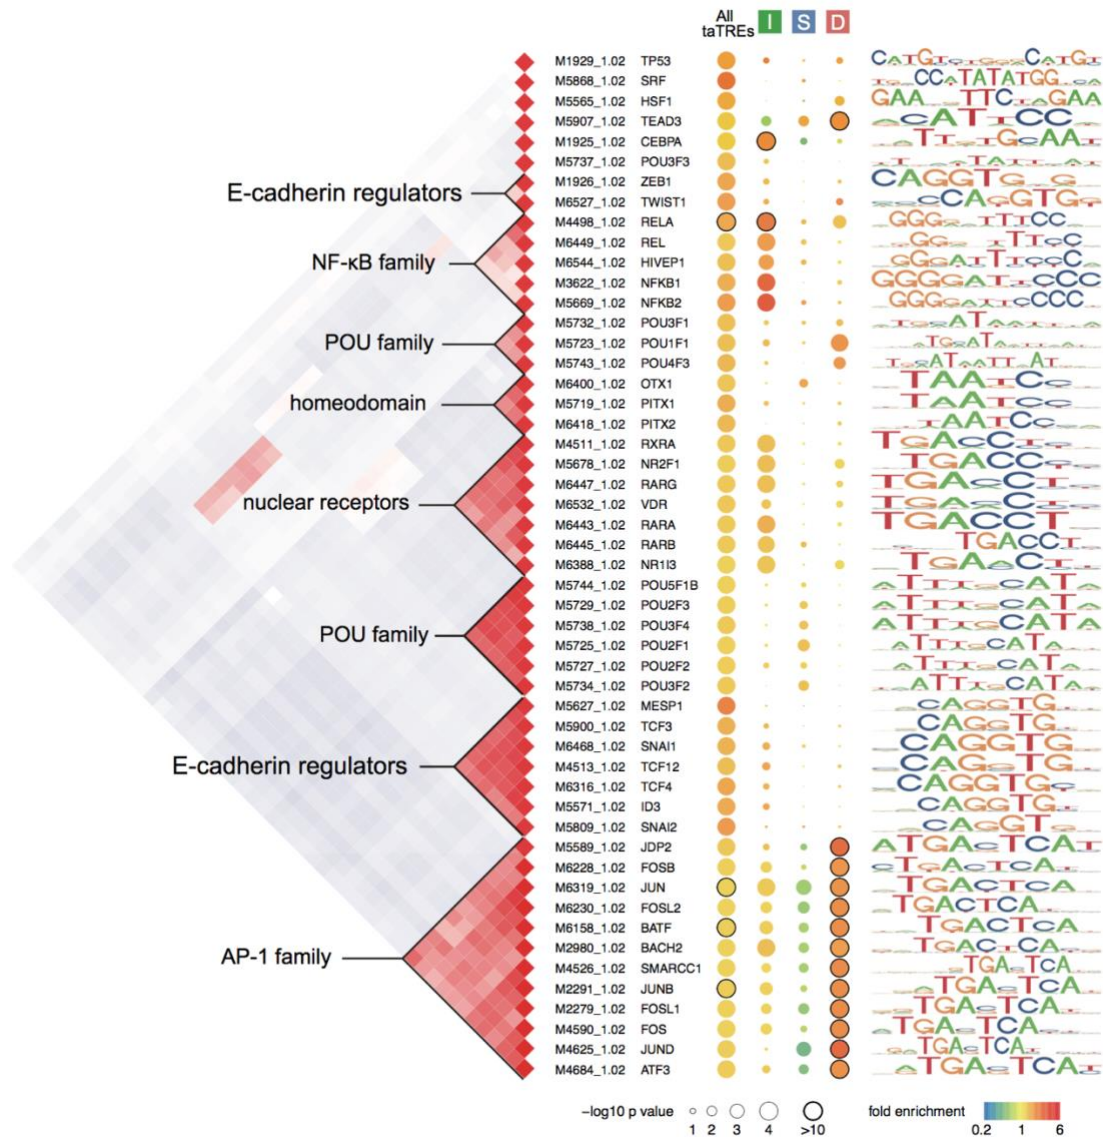 All
taTREs
I
S
D
M1929_1.02 TP53
M5868_1.02 SRF
M5565_1.02 HSF1
M5907_1.02 TEAD3
M1925_1.02 CEBPA
M5737_1.02 POU3F3
M1926_1.02 ZEB1
E-cadherin regulators
M6527_1.02 TWIST1
M4498_1.02 RELA
M6449_1.02 REL
NF-κB family
M6544_1.02 HIVEP1
M3622_1.02 NFKB1
M5669_1.02 NFKB2
M5732_1.02 POU3F1
POU family
M5723_1.02 POU1F1
M5743_1.02 POU4F3
M6400_1.02 OTX1
homeodomain
M5719_1.02 PITX1
M6418_1.02 PITX2
M4511_1.02 RXRA
M5678_1.02 NR2F1
M6447_1.02 RARG
nuclear receptors
M6532_1.02 VDR
M6443_1.02 RARA
M6445_1.02 RARB
M6388_1.02 NR1I3
M5744_1.02 POU5F1B
M5729_1.02 POU2F3
POU family
M5738_1.02 POU3F4
M5725_1.02 POU2F1
M5727_1.02 POU2F2
M5734_1.02 POU3F2
M5627_1.02 MESP1
M5900_1.02 TCF3
M6468_1.02 SNAI1
E-cadherin regulators
M4513_1.02 TCF12
M6316_1.02 TCF4
M5571_1.02 ID3
M5809_1.02 SNAI2
M5589_1.02 JDP2
M6228_1.02 FOSB
M6319_1.02 JUN
M6230_1.02 FOSL2
M6158_1.02 BATF
AP-1 family
M2980_1.02 BACH2
M4526_1.02 SMARCC1
M2291_1.02 JUNB
M2279_1.02 FOSL1
M4590_1.02 FOS
M4625_1.02 JUND
M4684_1.02 ATF3
−log10 p value
1 2 3 4 >10
fold enrichment
0.2 1 6